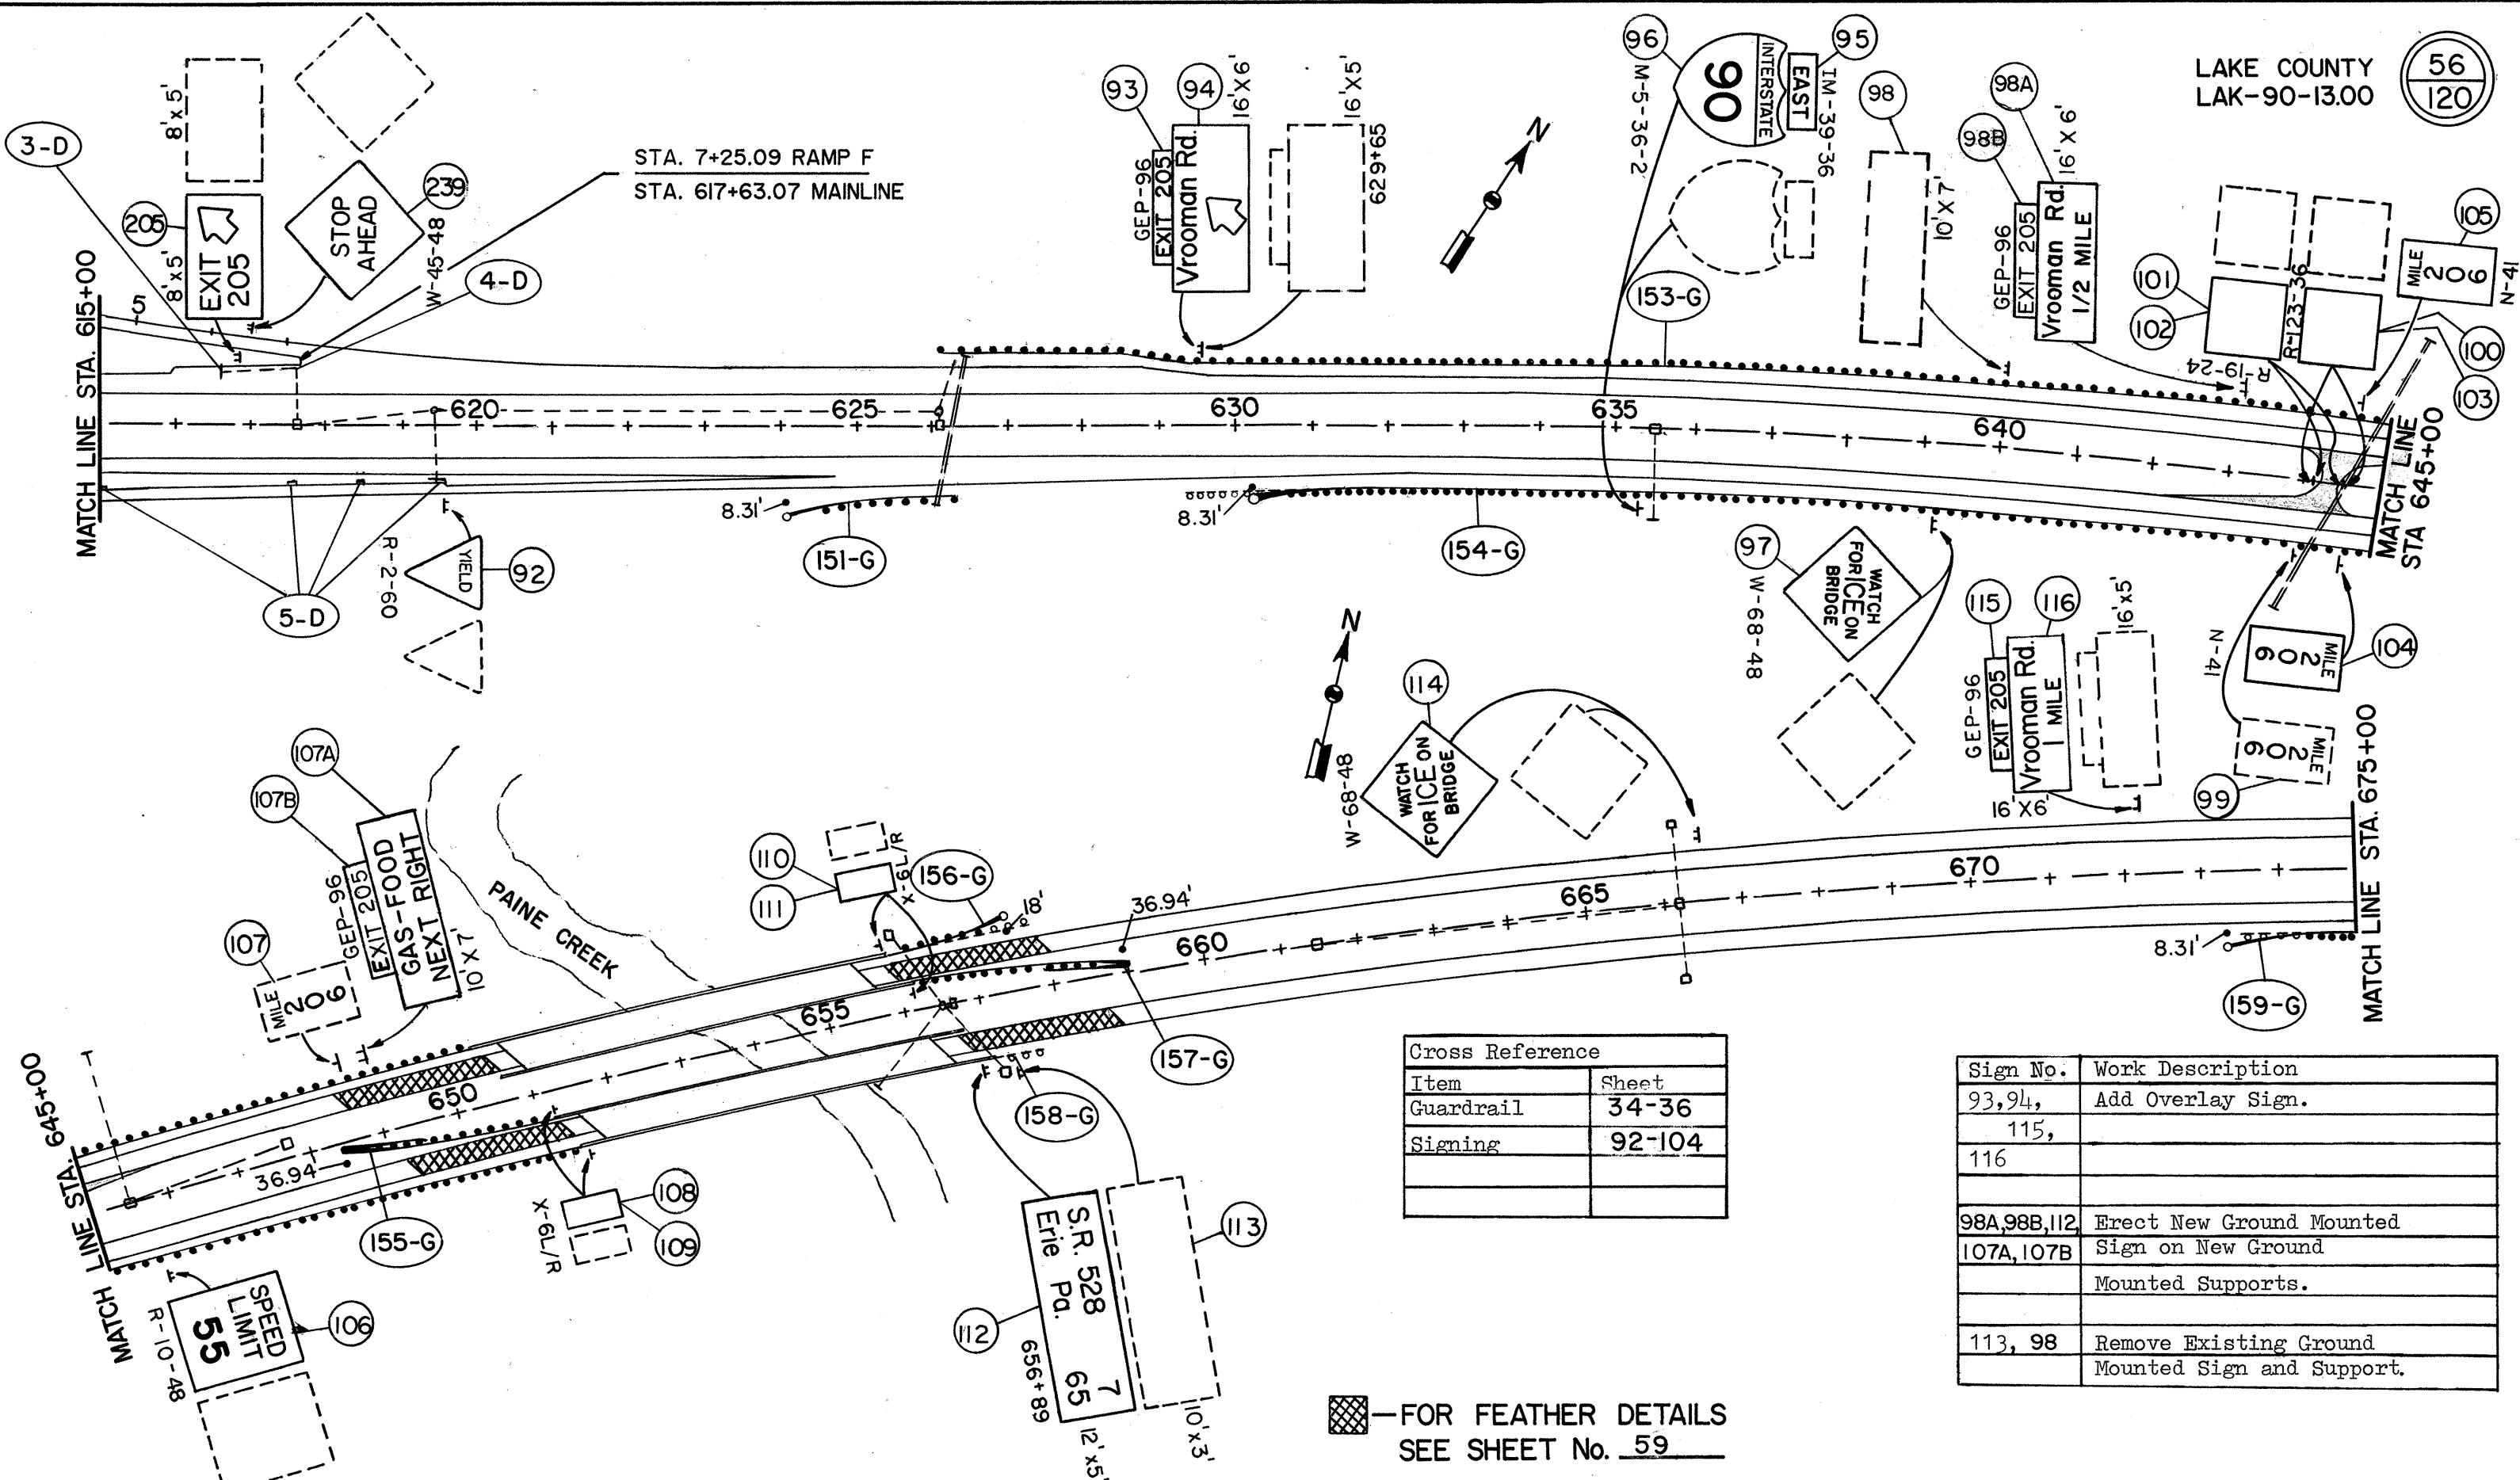 LAKE COUNTY
LAK-90-13.00
56
120
3-D
8'x5'
205
8'x5'
EXIT
205
STOP
AHEAD
239
W-45-48
STA. 7+25.09 RAMP F
STA. 617+63.07 MAINLINE
4-D
93
94
GEP-96
EXIT 205
Vrooman Rd.
16'X6'
16'X5'
629+65
N
96
M-5-36-2
INTERSTATE
90
EAST
95
IM-39-36
153-G
98
10'X7'
98A
98B
GEP-96
EXIT 205
Vrooman Rd.
1/2 MILE
16'X6'
R-19-24
101
102
R-123-36
105
MILE
206
N-41
100
103
MATCH LINE STA. 615+00
5
620
625
630
635
640
MATCH LINE
STA 645+00
5-D
R-2-60
YIELD
92
8.31'
151-G
8.31'
154-G
97
WATCH
FOR ICE ON
BRIDGE
W-68-48
115
116
GEP-96
EXIT 205
Vrooman Rd.
1 MILE
16'x5'
16'X6'
N-41
MILE
206
104
MILE
206
99
N
114
WATCH
FOR ICE ON
BRIDGE
W-68-48
107A
107B
GEP-96
EXIT 205
GAS-FOOD
NEXT RIGHT
10'X7'
107
MILE
206
PAINE CREEK
110
111
X-6L/R
156-G
18'
36.94'
MATCH LINE STA. 645+00
650
655
660
665
670
MATCH LINE STA. 675+00
8.31'
159-G
157-G
158-G
36.94
155-G
X-6L/R
108
109
SPEED
LIMIT
55
R-10-48
106
112
S.R. 528 7
Erie Pa. 65
656+89
12'x5'
113
10'x3'
Cross Reference
Item Sheet
Guardrail 34-36
Signing 92-104
Sign No. Work Description
93,94, Add Overlay Sign.
115,
116
98A,98B,112, Erect New Ground Mounted
107A,107B Sign on New Ground
Mounted Supports.
113, 98 Remove Existing Ground
Mounted Sign and Support.
—FOR FEATHER DETAILS
SEE SHEET No. 59